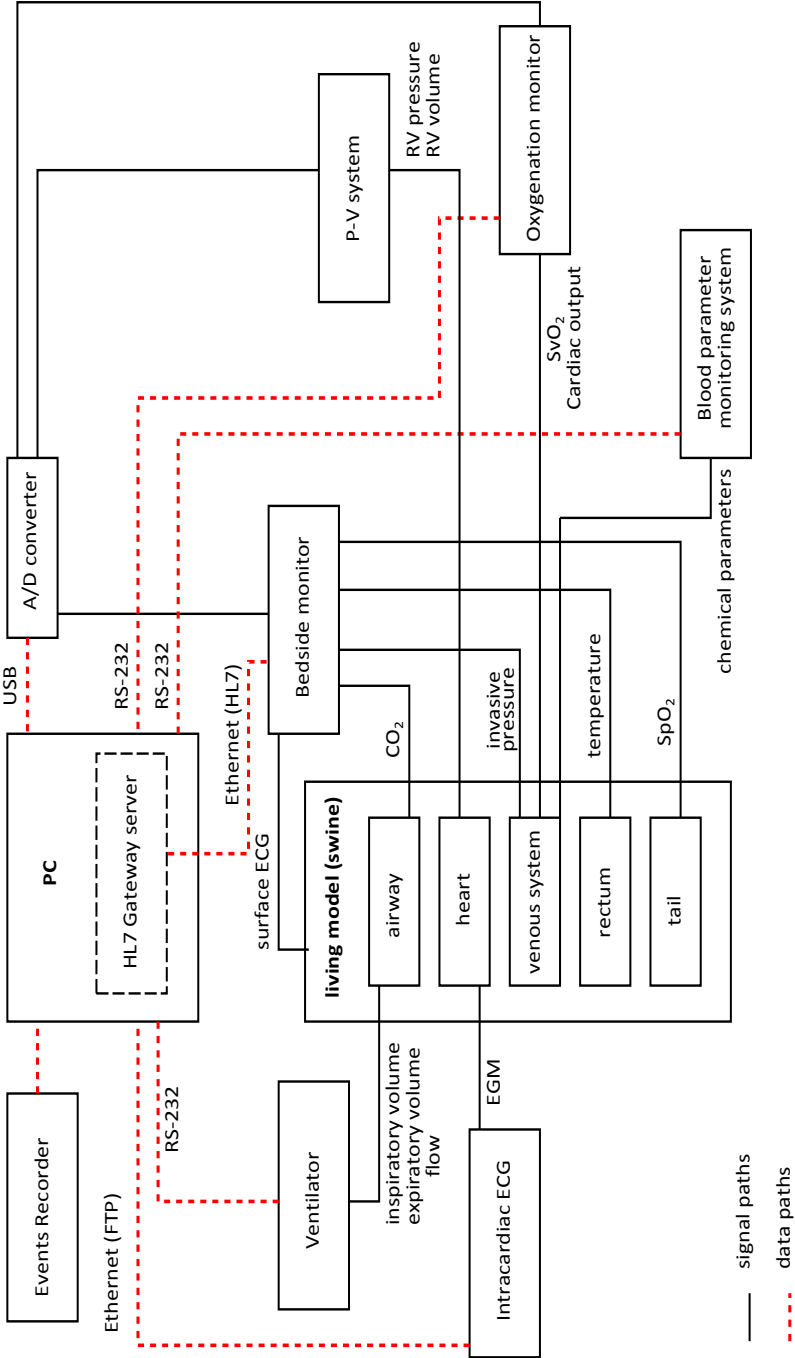 Events Recorder
Ethernet (FTP)
RS-232
PC
HL7 Gateway server
USB
RS-232
RS-232
Ethernet (HL7)
A/D converter
Ventilator
inspiratory volume
expiratory volume
flow
Intracardiac ECG
EGM
surface ECG
living model (swine)
airway
heart
venous system
rectum
tail
CO₂
invasive
pressure
temperature
SpO₂
Bedside monitor
P-V system
RV pressure
RV volume
Oxygenation monitor
SvO₂
Cardiac output
Blood parameter
monitoring system
chemical parameters
signal paths
data paths